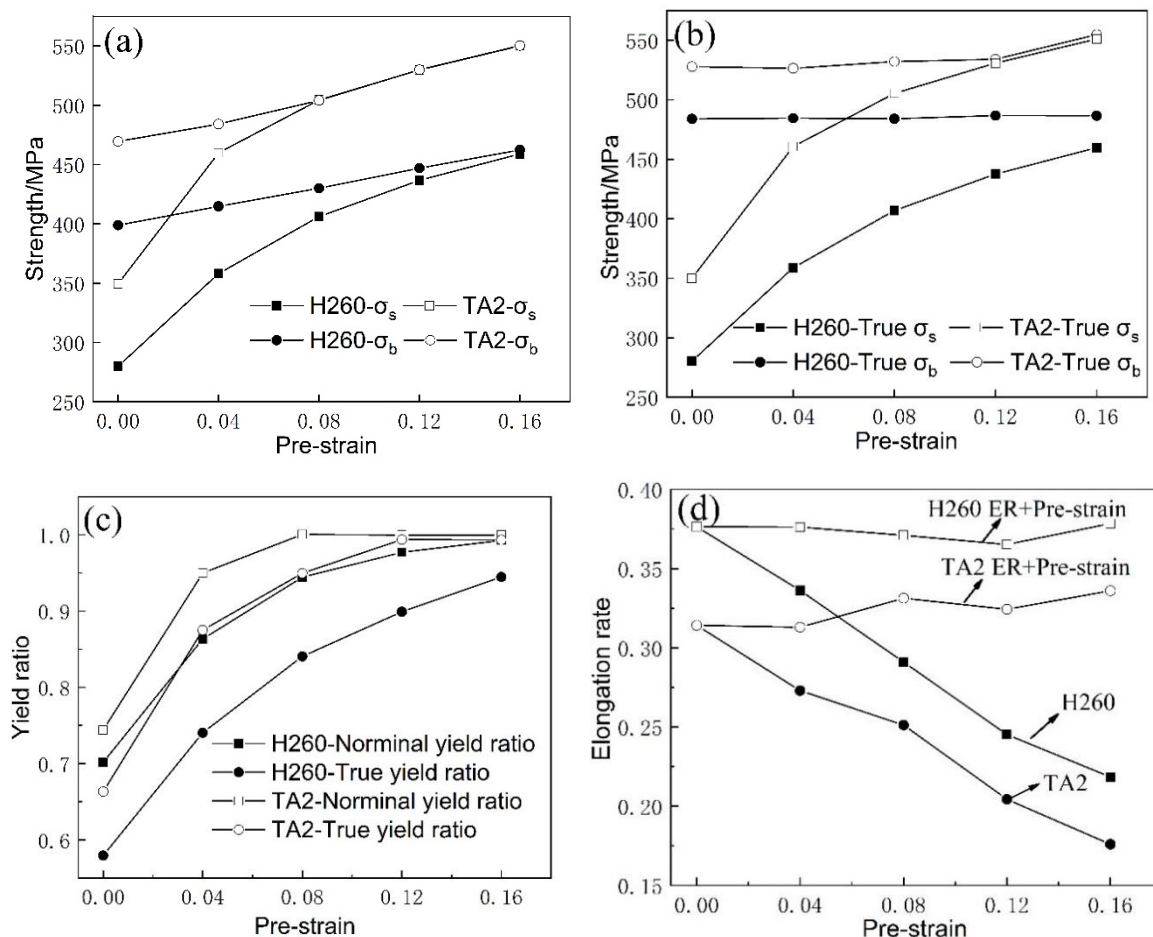 (a)
550
500
450
400
350
300
250
Strength/MPa
H260-σs TA2-σs
H260-σb TA2-σb
0.00 0.04 0.08 0.12 0.16
Pre-strain
(b)
550
500
450
400
350
300
250
Strength/MPa
H260-True σs TA2-True σs
H260-True σb TA2-True σb
0.00 0.04 0.08 0.12 0.16
Pre-strain
(c)
1.0
0.9
0.8
0.7
0.6
Yield ratio
H260-Norminal yield ratio
H260-True yield ratio
TA2-Norminal yield ratio
TA2-True yield ratio
0.00 0.04 0.08 0.12 0.16
Pre-strain
(d)
0.40
0.35
0.30
0.25
0.20
0.15
Elongation rate
H260 ER+Pre-strain
TA2 ER+Pre-strain
H260
TA2
0.00 0.04 0.08 0.12 0.16
Pre-strain